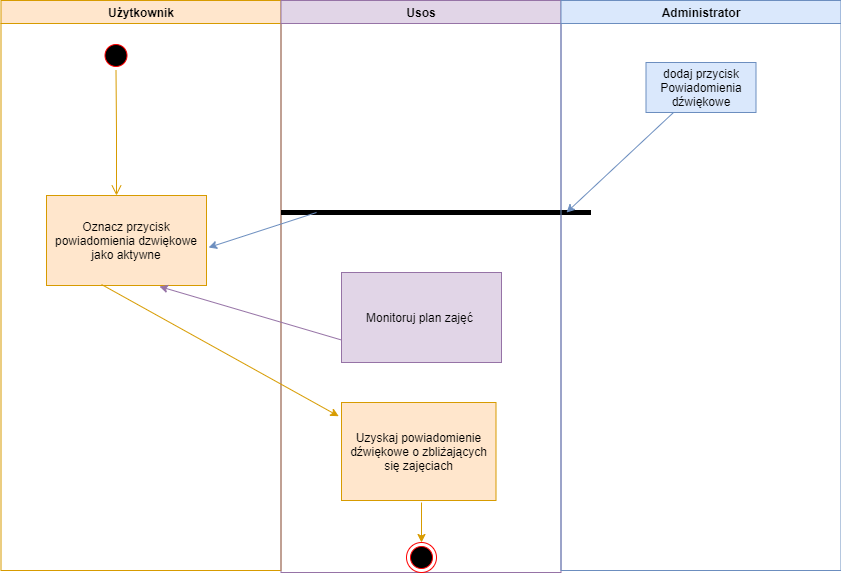 Użytkownik
Usos
Administrator
dodaj przycisk
Powiadomienia
dźwiękowe
Oznacz przycisk
powiadomienia dzwiękowe
jako aktywne
Monitoruj plan zajęć
Uzyskaj powiadomienie
dźwiękowe o zbliżających
się zajęciach